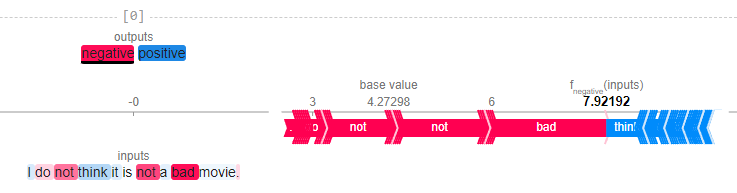 [0]
outputs
negative positive
base value
f negative (inputs)
3
4.27298
6
7.92192
-0
not
not
bad
inputs
I do not think it is not a bad movie.